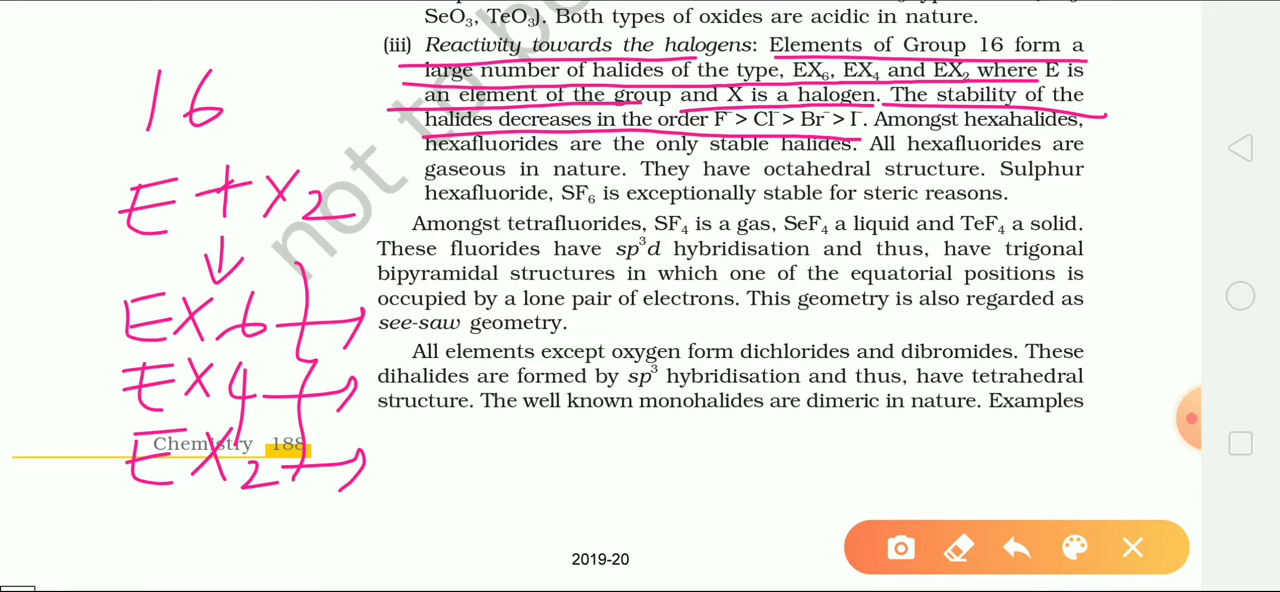 SeO₃, TeO₃). Both types of oxides are acidic in nature.
(iii) Reactivity towards the halogens: Elements of Group 16 form a
large number of halides of the type, EX₆, EX₄ and EX₂ where E is
an element of the group and X is a halogen. The stability of the
halides decreases in the order F⁻ > Cl⁻ > Br⁻ > I⁻. Amongst hexahalides,
hexafluorides are the only stable halides. All hexafluorides are
gaseous in nature. They have octahedral structure. Sulphur
hexafluoride, SF₆ is exceptionally stable for steric reasons.
Amongst tetrafluorides, SF₄ is a gas, SeF₄ a liquid and TeF₄ a solid.
These fluorides have sp³d hybridisation and thus, have trigonal
bipyramidal structures in which one of the equatorial positions is
occupied by a lone pair of electrons. This geometry is also regarded as
see-saw geometry.
All elements except oxygen form dichlorides and dibromides. These
dihalides are formed by sp³ hybridisation and thus, have tetrahedral
structure. The well known monohalides are dimeric in nature. Examples
16
E + X₂
↓
EX6 →
EX4 →
EX₂ →
Chemistry 188
2019-20
not to be